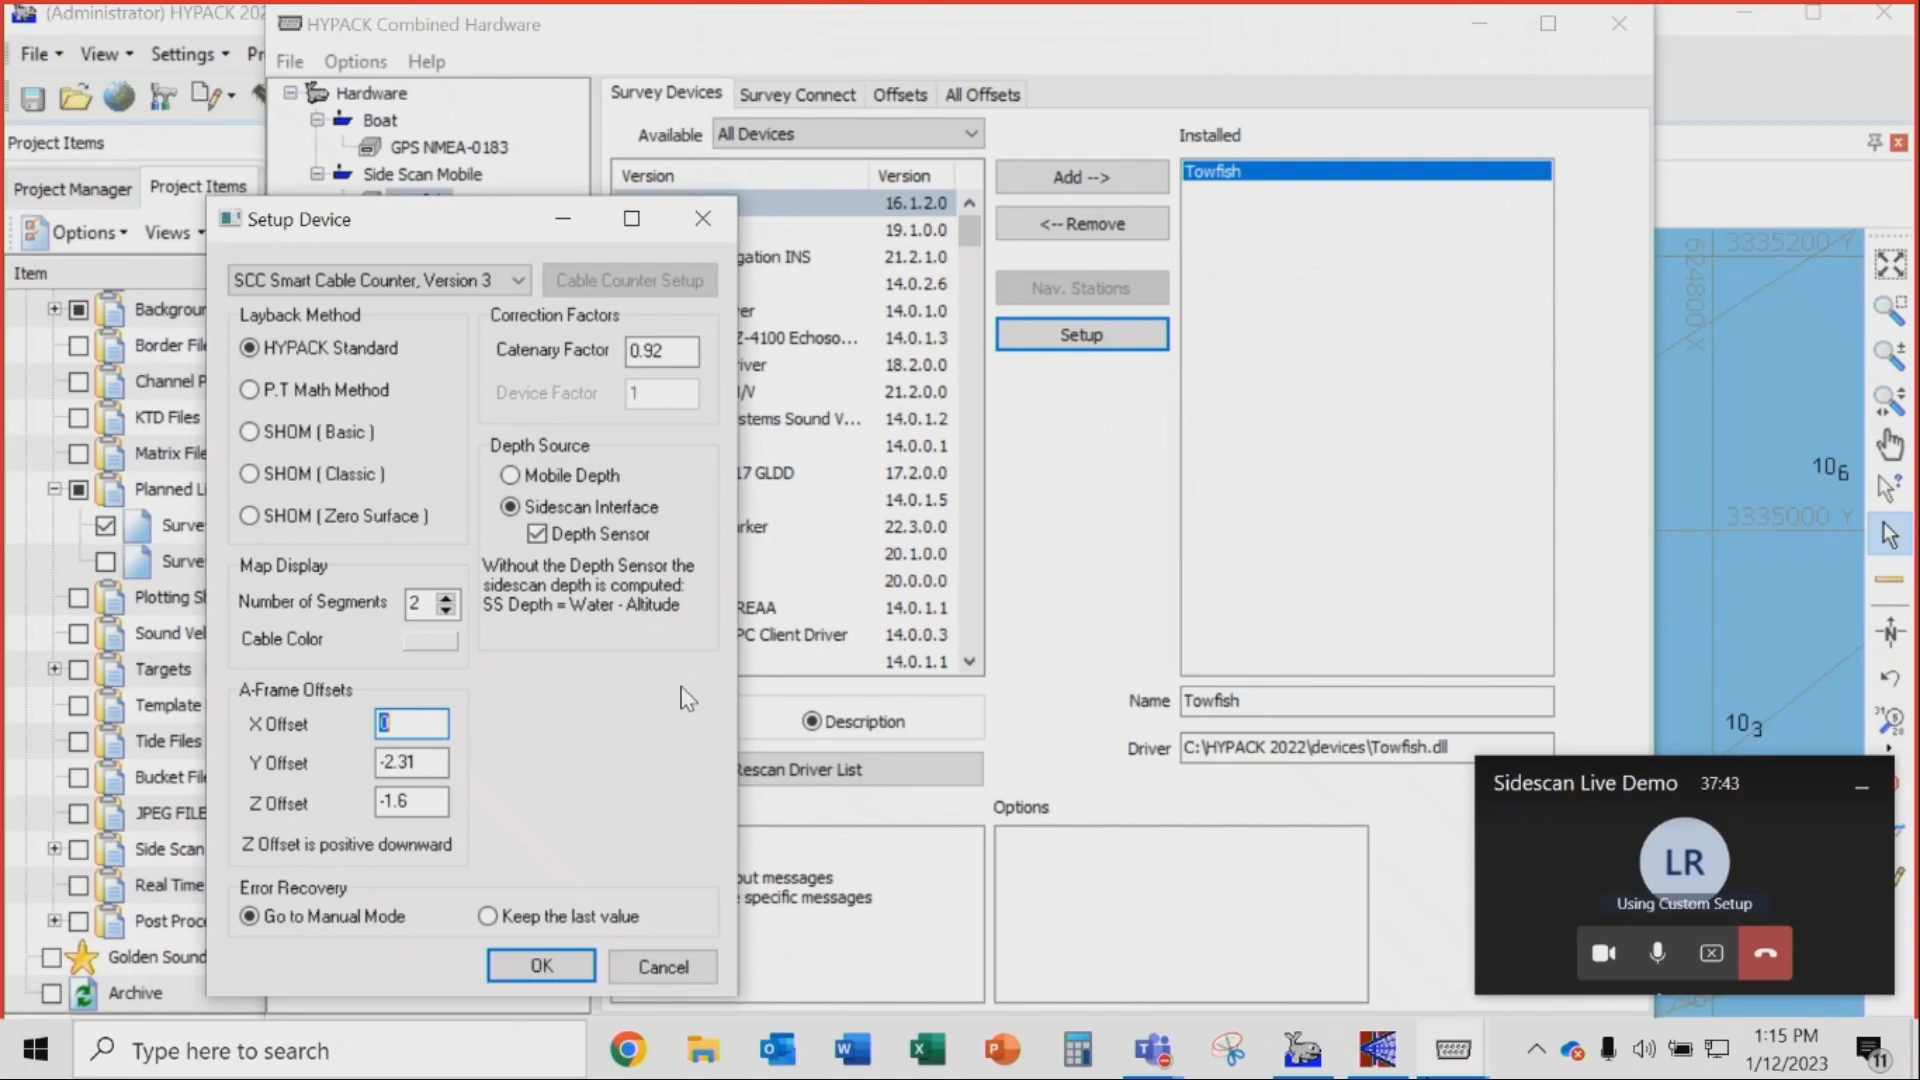 (Administrator) HYPACK 202
File
View
Settings
Project Items
Project Manager
Project Items
Options
Views
Item
Border
Channel
KTD Files
Matrix
Planned
Plotting
Sound
Targets
Template
Tide Files
Bucket
Side Scan
Real Time
Post
Golden
Archive
HYPACK Combined Hardware
File Options Help
Hardware
Boat
GPS NMEA-0183
Side Scan Mobile
Survey Devices
Survey Connect
Offsets
All Offsets
Available
All Devices
Version
Version
16.1.2.0
19.1.0.0
gation INS 21.2.1.0
14.0.2.6
14.0.1.0
Z-4100 Echoso... 14.0.1.3
18.2.0.0
21.2.0.0
stems Sound V... 14.0.1.2
14.0.0.1
17 GLDD 17.2.0.0
14.0.1.5
22.3.0.0
20.1.0.0
20.0.0.0
REAA 14.0.1.1
PC Client Driver 14.0.0.3
14.0.1.1
Add -->
<-- Remove
Nav. Stations
Setup
Installed
Towfish
Name
Towfish
Driver
C:\HYPACK 2022\devices\Towfish.dll
Description
Rescan Driver List
put messages
specific messages
Options
Setup Device
SCC Smart Cable Counter, Version 3
Cable Counter Setup
Layback Method
HYPACK Standard
P.T Math Method
SHOM ( Basic )
SHOM ( Classic )
SHOM ( Zero Surface )
Correction Factors
Catenary Factor 0.92
Device Factor 1
Depth Source
Mobile Depth
Sidescan Interface
Depth Sensor
Without the Depth Sensor the
sidescan depth is computed:
SS Depth = Water - Altitude
Map Display
Number of Segments 2
Cable Color
A-Frame Offsets
X Offset 0
Y Offset -2.31
Z Offset -1.6
Z Offset is positive downward
Error Recovery
Go to Manual Mode
Keep the last value
OK
Cancel
3335200 Y
624800 X
10 6
3335000 Y
10 3
Sidescan Live Demo 37:43
LR
Using Custom Setup
Type here to search
1:15 PM
1/12/2023
11